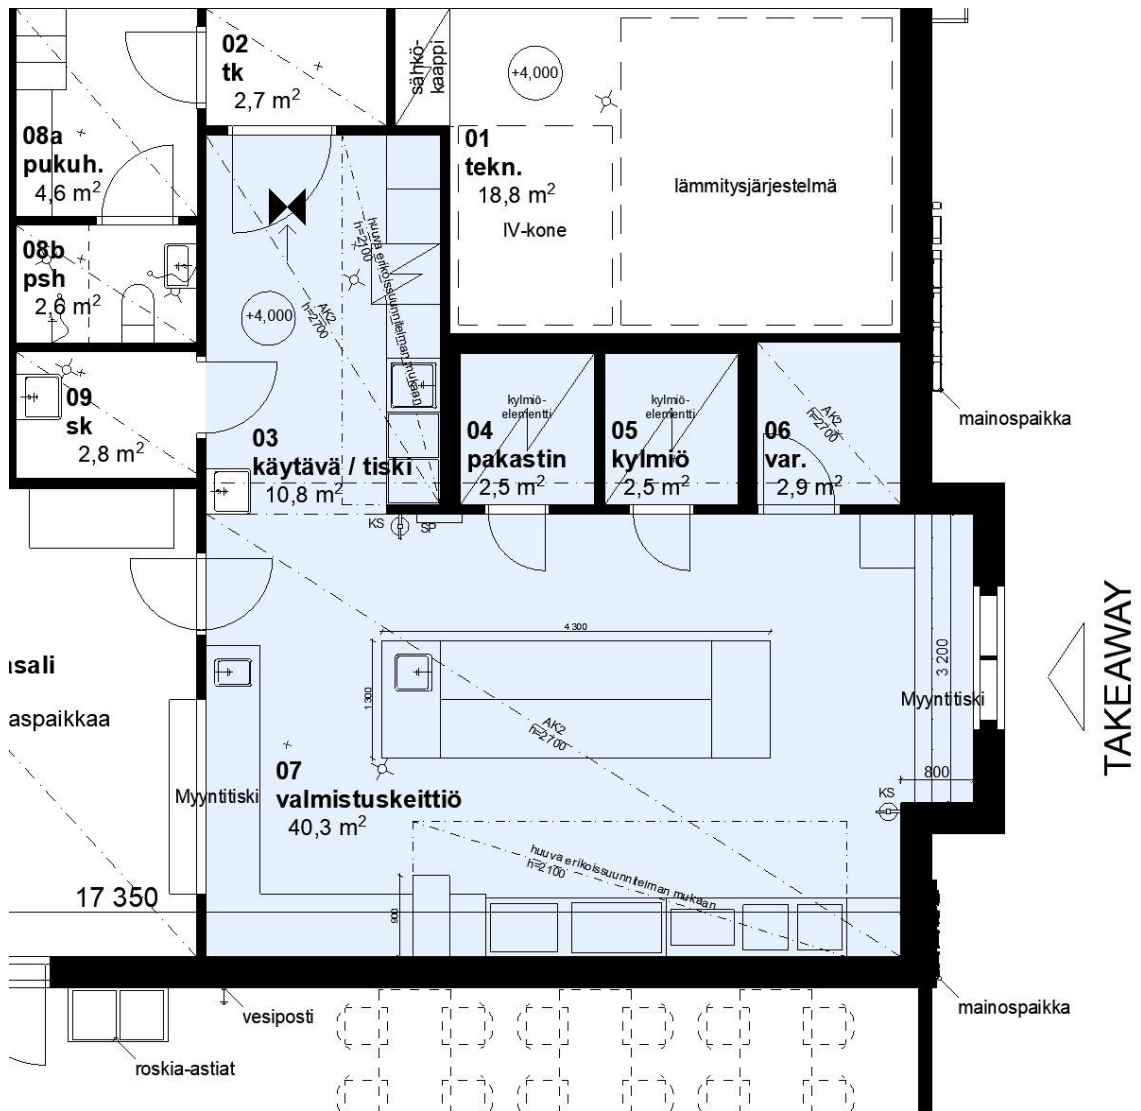 02
tk
2,7 m²
sähkö-
kaappi
+4,000
08a
pukuh.
4,6 m²
01
tekn.
18,8 m²
IV-kone
lämmitysjärjestelmä
08b
psh
2,6 m²
huuva erikoissuunnitelman mukaan
h=2100
AK2
h=2700
+4,000
09
sk
2,8 m²
03
käytävä / tiski
10,8 m²
kylmiö-
elementti
04
pakastin
2,5 m²
kylmiö-
elementti
05
kylmiö
2,5 m²
AK2
h=2700
06
var.
2,9 m²
mainospaikka
KS
SP
asali
aspaikkaa
4 300
1 300
AK2
h=2700
3 200
Myyntitiski
800
KS
TAKEAWAY
07
valmistuskeittiö
40,3 m²
Myyntitiski
huuva erikoissuunnitelman mukaan
h=2100
17 350
900
vesiposti
roskia-astiat
mainospaikka